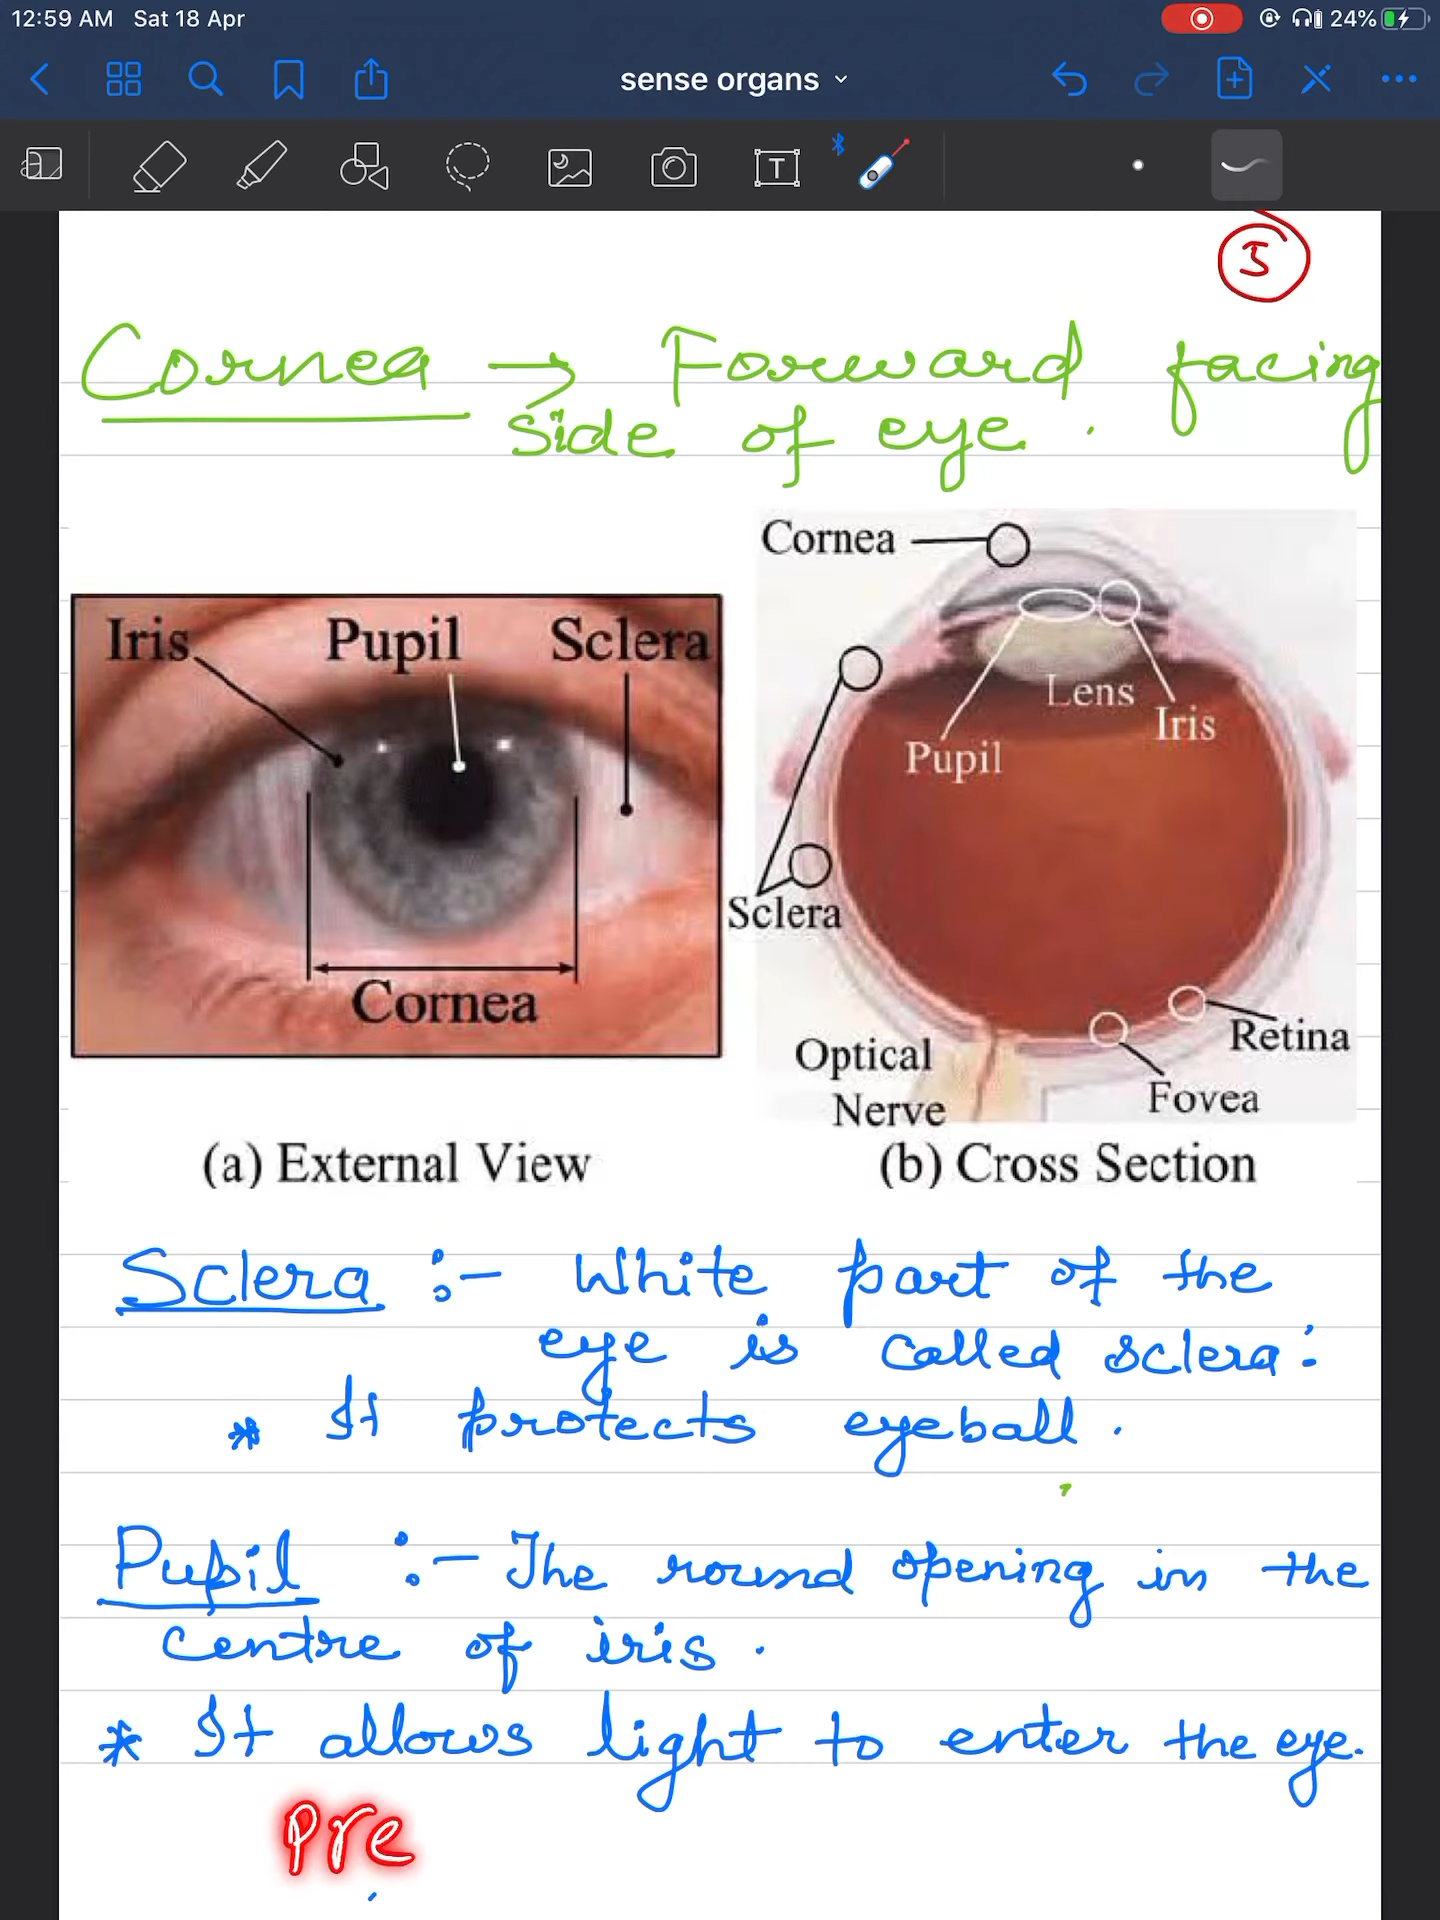 12:59 AM Sat 18 Apr
24%
sense organs
T
5
Cornea → Forward facing
side of eye.
Cornea
Iris Pupil Sclera
Lens
Iris
Pupil
Sclera
Cornea
Retina
Optical
Nerve
Fovea
(a) External View
(b) Cross Section
Sclera :- White part of the
eye is called sclera:
* It protects eyeball.
Pupil :- The round opening in the
centre of iris.
* It allows light to enter the eye.
Pre